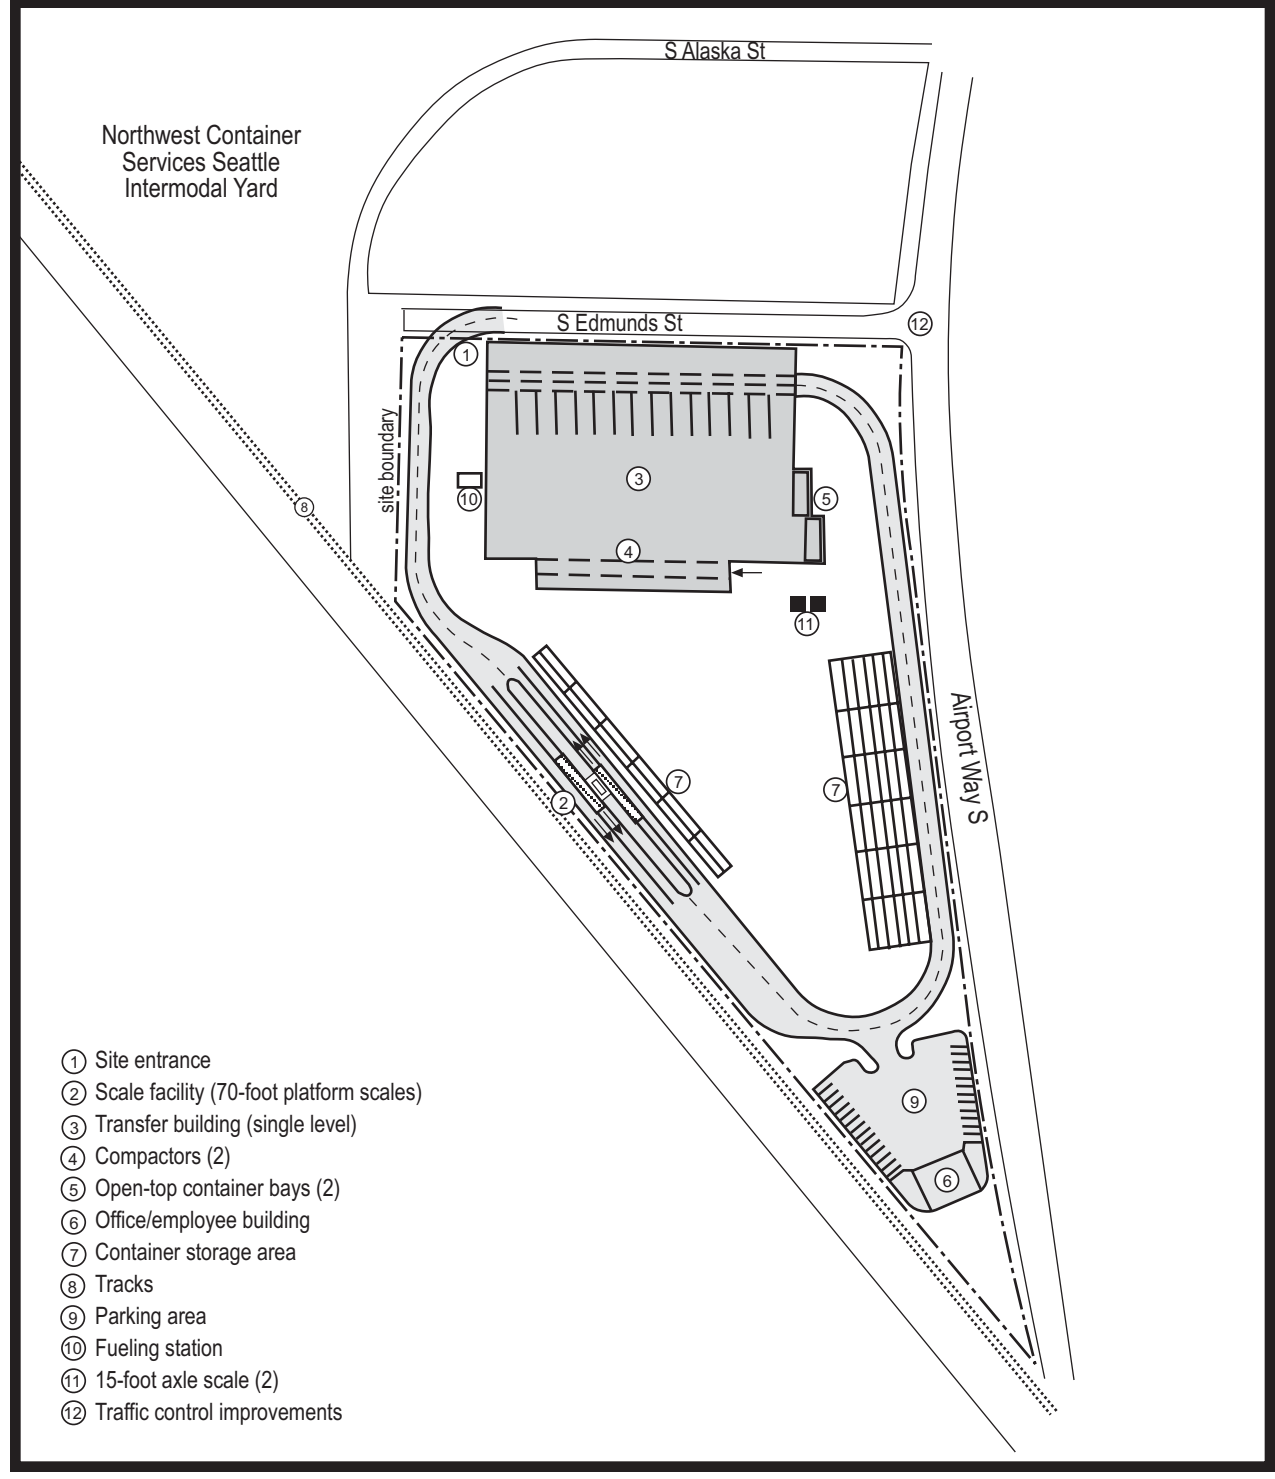 S Alaska St
Northwest Container
Services Seattle
Intermodal Yard
S Edmunds St
12
1
site boundary
3
10
5
8
4
11
Airport Way S
7
7
2
9
6
1 Site entrance
2 Scale facility (70-foot platform scales)
3 Transfer building (single level)
4 Compactors (2)
5 Open-top container bays (2)
6 Office/employee building
7 Container storage area
8 Tracks
9 Parking area
10 Fueling station
11 15-foot axle scale (2)
12 Traffic control improvements